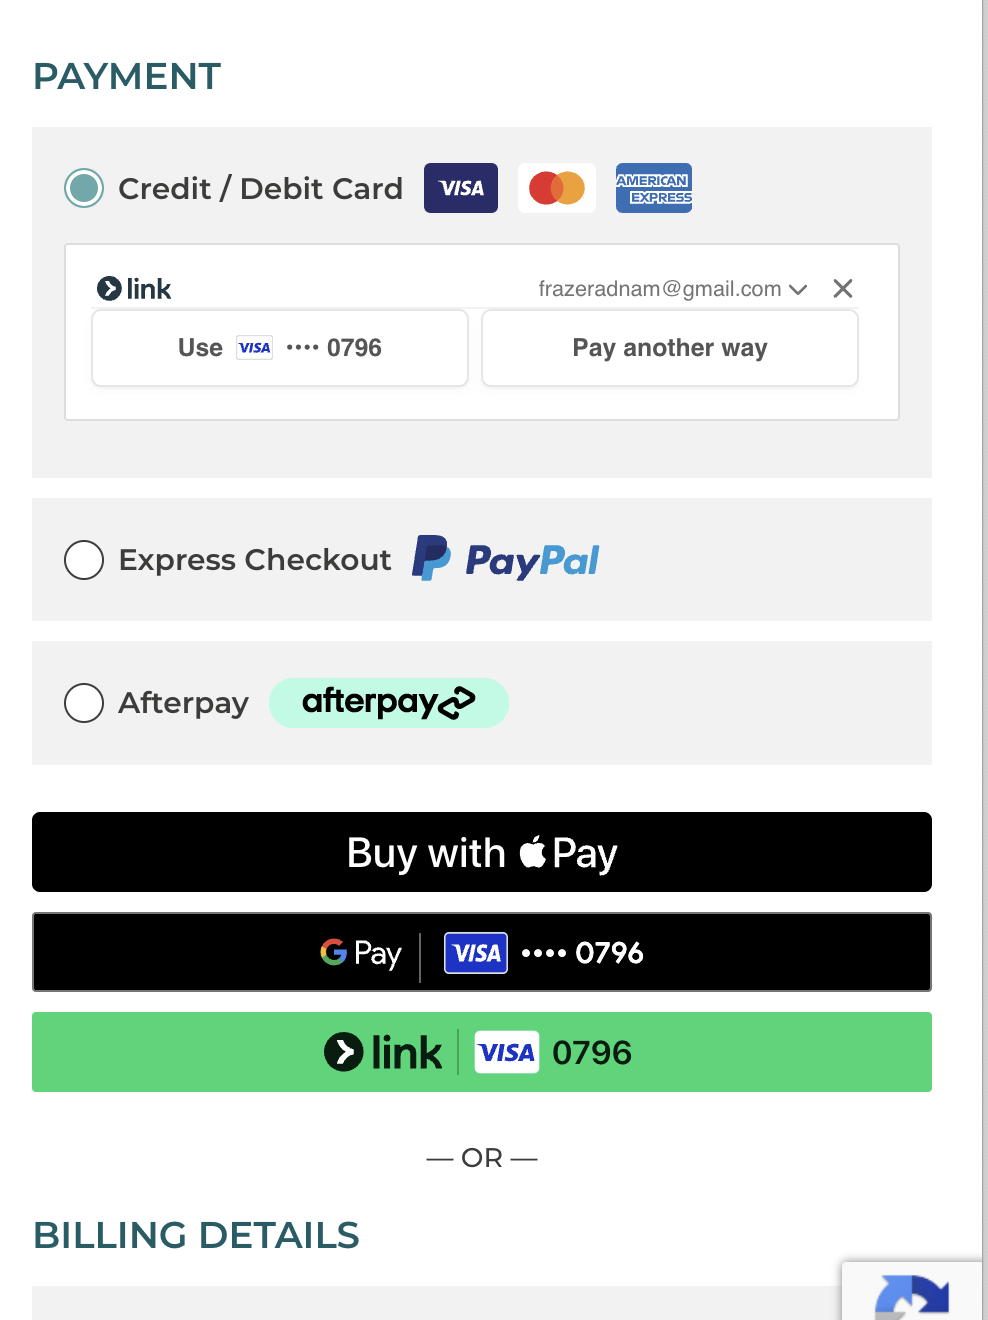 PAYMENT
Credit / Debit Card VISA AMERICAN EXPRESS
link frazeradnam@gmail.com
Use VISA •••• 0796 Pay another way
Express Checkout PayPal
Afterpay afterpay
Buy with Pay
G Pay VISA •••• 0796
link VISA 0796
— OR —
BILLING DETAILS